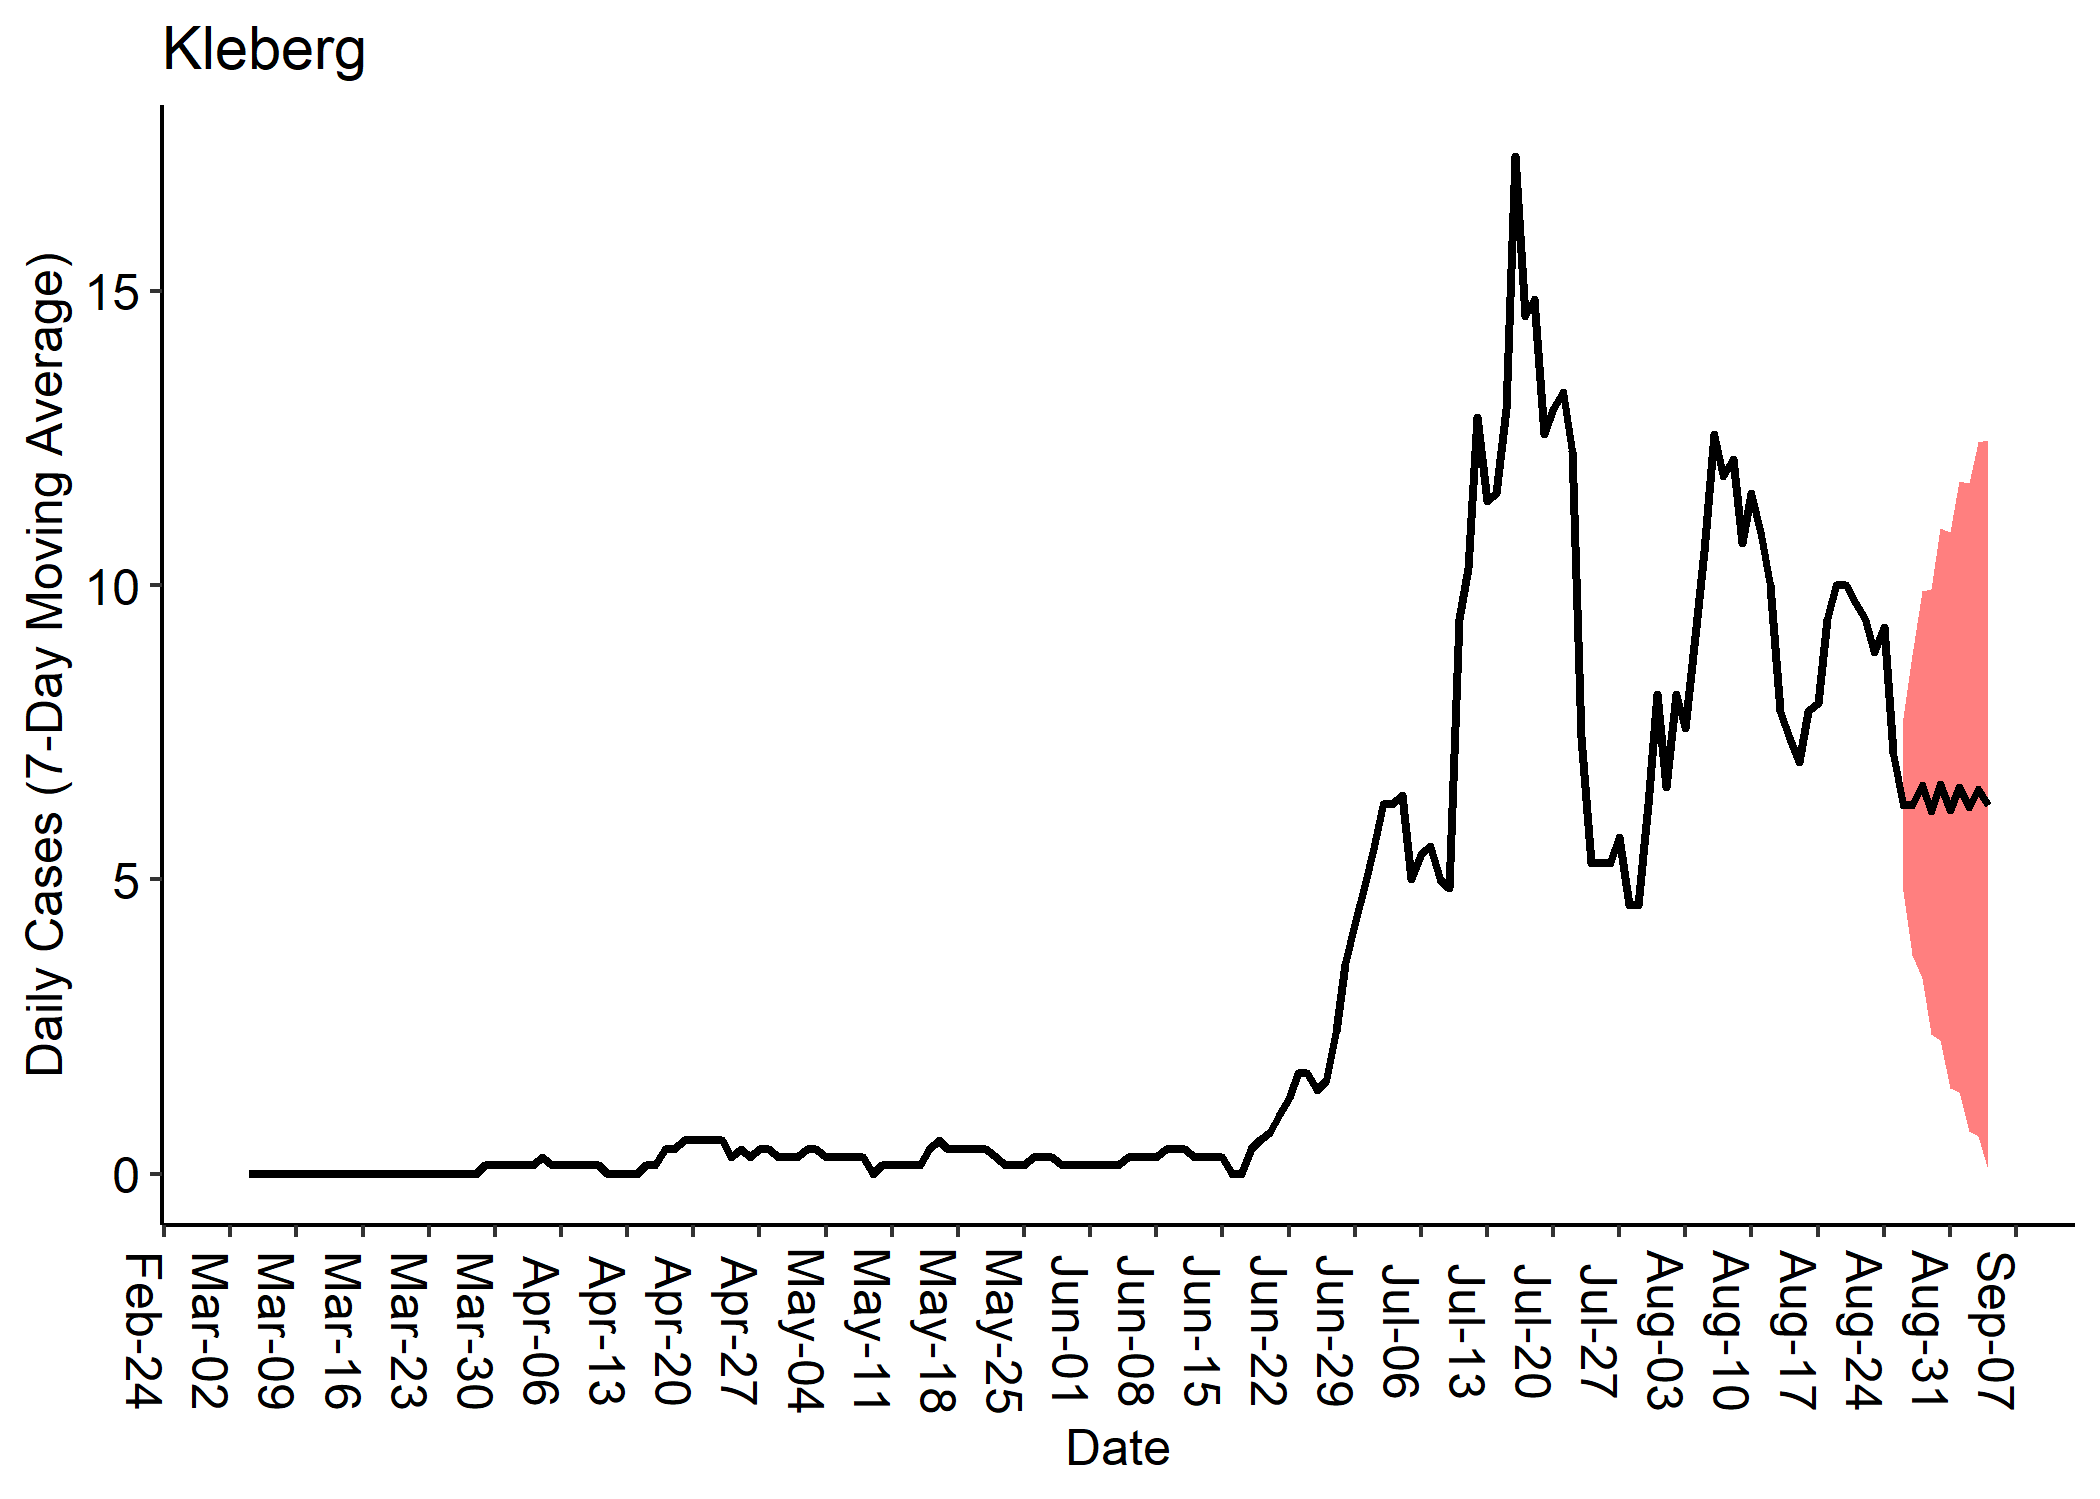 Kleberg
Daily Cases (7-Day Moving Average)
15
10
5
0
Feb-24
Mar-02
Mar-09
Mar-16
Mar-23
Mar-30
Apr-06
Apr-13
Apr-20
Apr-27
May-04
May-11
May-18
May-25
Jun-01
Jun-08
Jun-15
Jun-22
Jun-29
Jul-06
Jul-13
Jul-20
Jul-27
Aug-03
Aug-10
Aug-17
Aug-24
Aug-31
Sep-07
Date